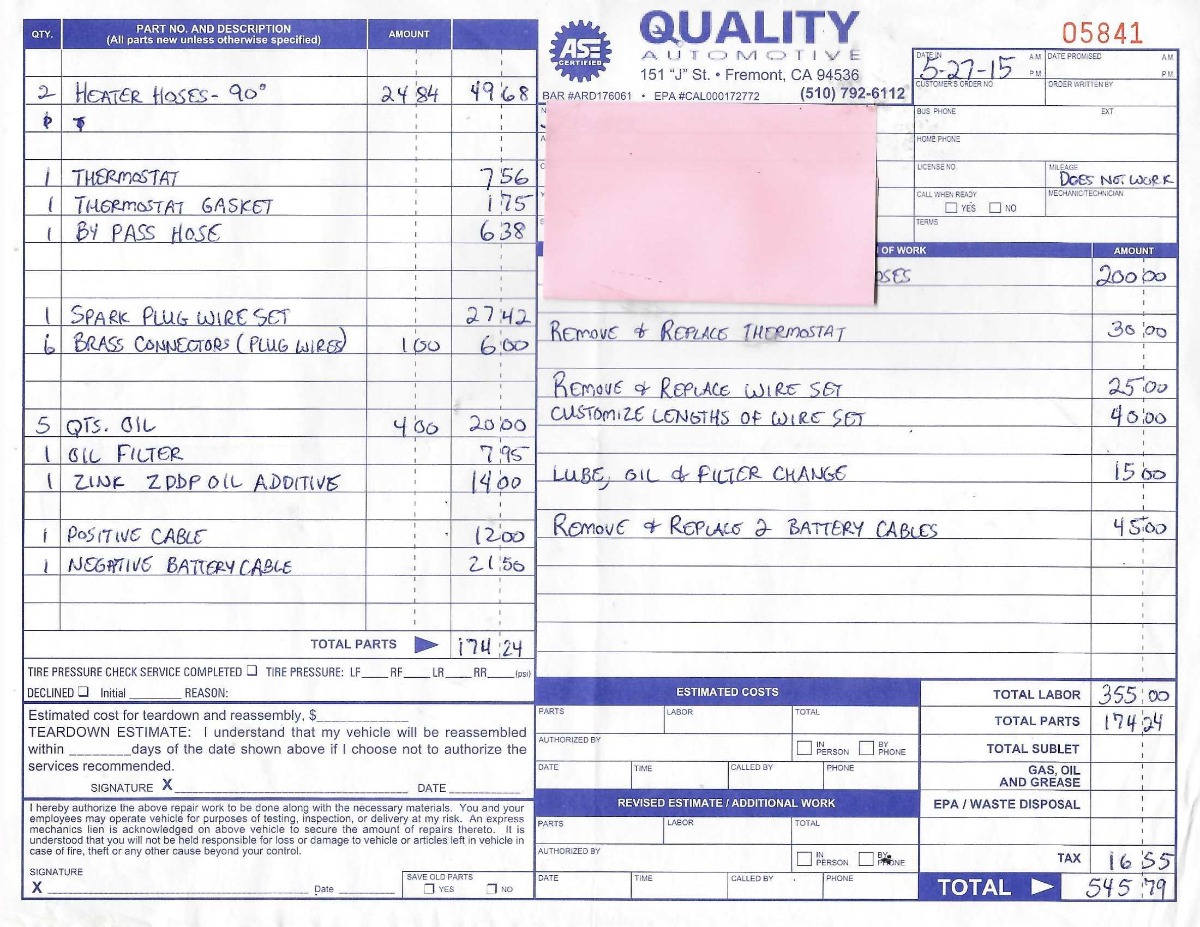 QTY.
PART NO. AND DESCRIPTION
(All parts new unless otherwise specified)
AMOUNT
2 HEATER HOSES - 90° 24 84 49 68
1 THERMOSTAT 7 56
1 THERMOSTAT GASKET 1 75
1 BY PASS HOSE 6 38
1 SPARK PLUG WIRE SET 27 42
6 BRASS CONNECTORS (PLUG WIRES) 1 00 6 00
5 QTS. OIL 4 00 20 00
1 OIL FILTER 7 95
1 ZINK ZDDP OIL ADDITIVE 14 00
1 POSITIVE CABLE 12 00
1 NEGATIVE BATTERY CABLE 21 50
TOTAL PARTS 174 24
TIRE PRESSURE CHECK SERVICE COMPLETED ☐ TIRE PRESSURE: LF____ RF____ LR____ RR____(psi)
DECLINED ☐ Initial ________ REASON:
Estimated cost for teardown and reassembly, $____________
TEARDOWN ESTIMATE: I understand that my vehicle will be reassembled
within ________days of the date shown above if I choose not to authorize the
services recommended.
SIGNATURE X____________ DATE ____________
I hereby authorize the above repair work to be done along with the necessary materials. You and your
employees may operate vehicle for purposes of testing, inspection, or delivery at my risk. An express
mechanics lien is acknowledged on above vehicle to secure the amount of repairs thereto. It is
understood that you will not be held responsible for loss or damage to vehicle or articles left in vehicle in
case of fire, theft or any other cause beyond your control.
SIGNATURE
X____________ Date ________
SAVE OLD PARTS
☐ YES ☐ NO
ASE
CERTIFIED
QUALITY
AUTOMOTIVE
151 "J" St. • Fremont, CA 94536
BAR #ARD176061 • EPA #CAL000172772 (510) 792-6112
05841
DATE IN 5-27-15 A.M. P.M.
DATE PROMISED A.M. P.M.
CUSTOMER'S ORDER NO.
ORDER WRITTEN BY
BUS PHONE EXT
HOME PHONE
LICENSE NO.
MILEAGE
DOES NOT WORK
CALL WHEN READY
☐ YES ☐ NO
MECHANIC/TECHNICIAN
TERMS
OF WORK AMOUNT
200 00
REMOVE & REPLACE THERMOSTAT 30 00
REMOVE & REPLACE WIRE SET 25 00
CUSTOMIZE LENGTHS OF WIRE SET 40 00
LUBE, OIL & FILTER CHANGE 15 00
REMOVE & REPLACE 2 BATTERY CABLES 45 00
ESTIMATED COSTS
PARTS LABOR TOTAL
AUTHORIZED BY ☐ IN PERSON ☐ BY PHONE
DATE TIME CALLED BY PHONE
REVISED ESTIMATE / ADDITIONAL WORK
PARTS LABOR TOTAL
AUTHORIZED BY ☐ IN PERSON ☐ BY PHONE
DATE TIME CALLED BY PHONE
TOTAL LABOR 355 00
TOTAL PARTS 174 24
TOTAL SUBLET
GAS, OIL
AND GREASE
EPA / WASTE DISPOSAL
TAX 16 55
TOTAL 545 79